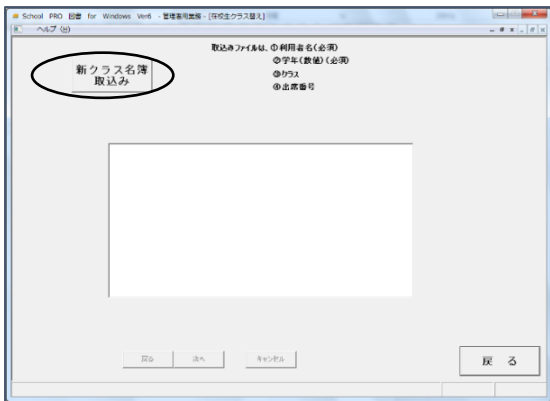 School PRO 図書 for Windows Ver6 - 管理者用業務 - [在校生クラス替え]
ヘルプ(H)
取込みファイルは、①利用者名(必須)
②学年(数値)(必須)
③クラス
④出席番号
新クラス名簿
取込み
戻る 次へ キャンセル
戻 る